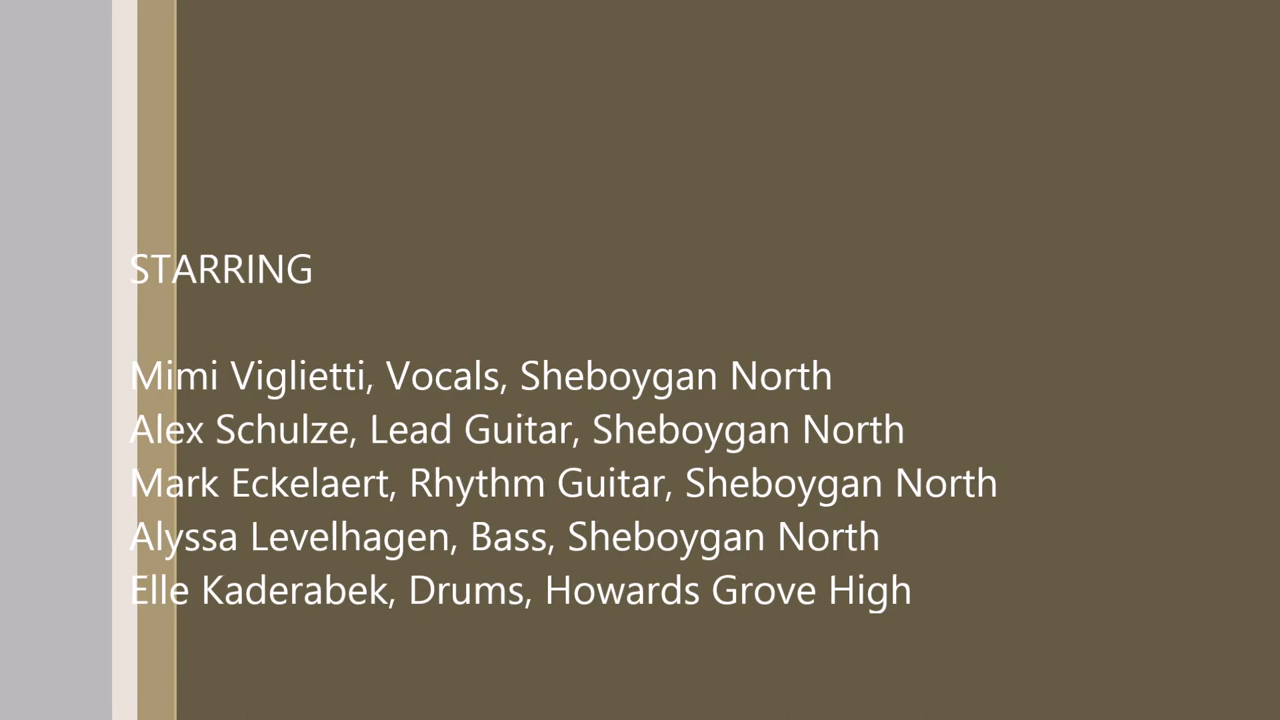 STARRING
Mimi Viglietti, Vocals, Sheboygan North
Alex Schulze, Lead Guitar, Sheboygan North
Mark Eckelaert, Rhythm Guitar, Sheboygan North
Alyssa Levelhagen, Bass, Sheboygan North
Elle Kaderabek, Drums, Howards Grove High